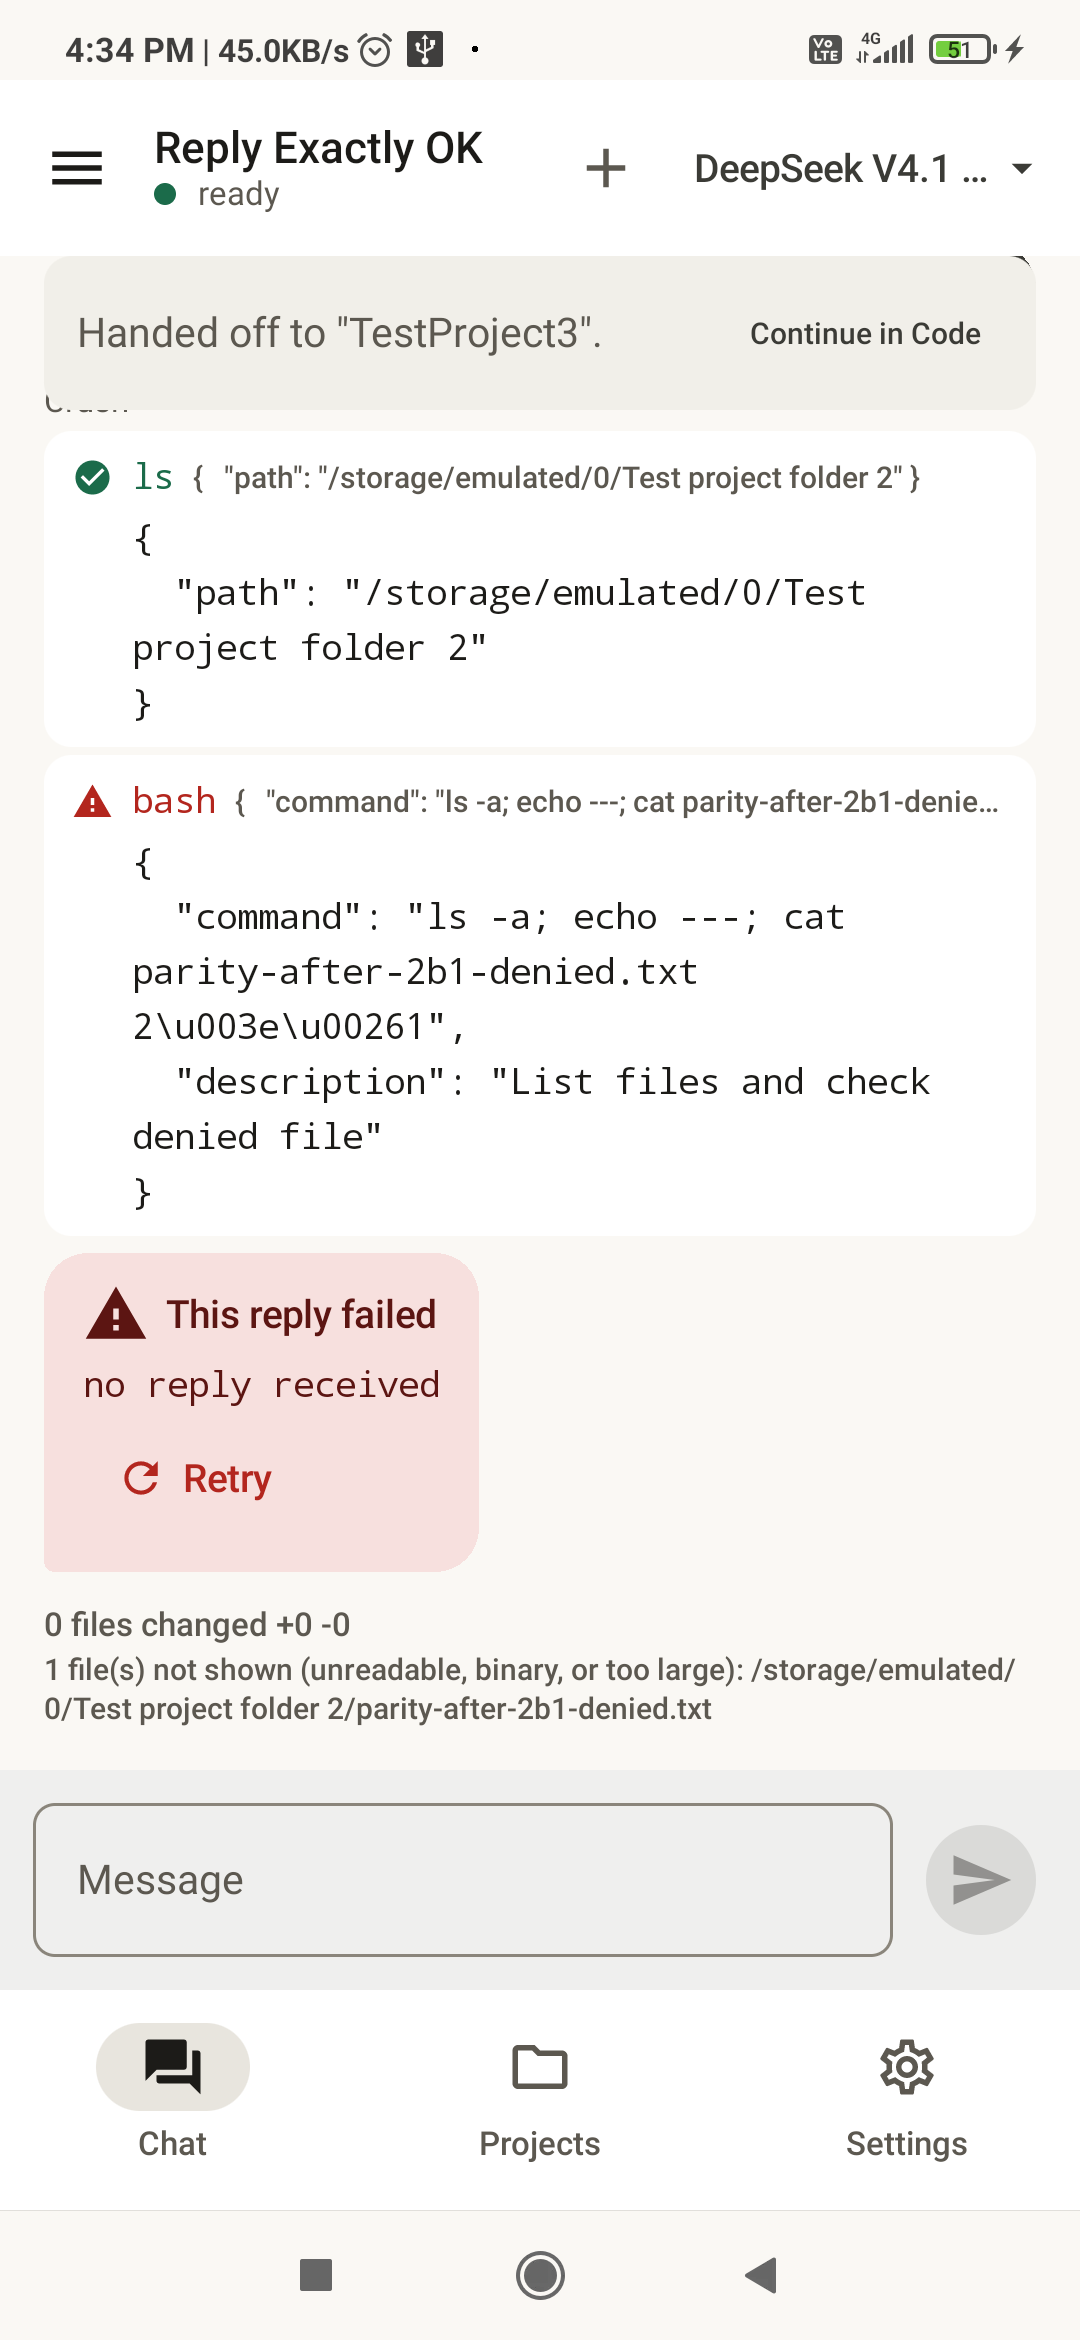 4:34 PM | 45.0KB/s
Vo LTE 4G 51
Reply Exactly OK
ready
DeepSeek V4.1 ...
Handed off to "TestProject3".
Continue in Code
ls { "path": "/storage/emulated/0/Test project folder 2" }
{
"path": "/storage/emulated/0/Test
project folder 2"
}
bash { "command": "ls -a; echo ---; cat parity-after-2b1-denie...
{
"command": "ls -a; echo ---; cat
parity-after-2b1-denied.txt
2\u003e\u00261",
"description": "List files and check
denied file"
}
This reply failed
no reply received
Retry
0 files changed +0 -0
1 file(s) not shown (unreadable, binary, or too large): /storage/emulated/
0/Test project folder 2/parity-after-2b1-denied.txt
Message
Chat
Projects
Settings